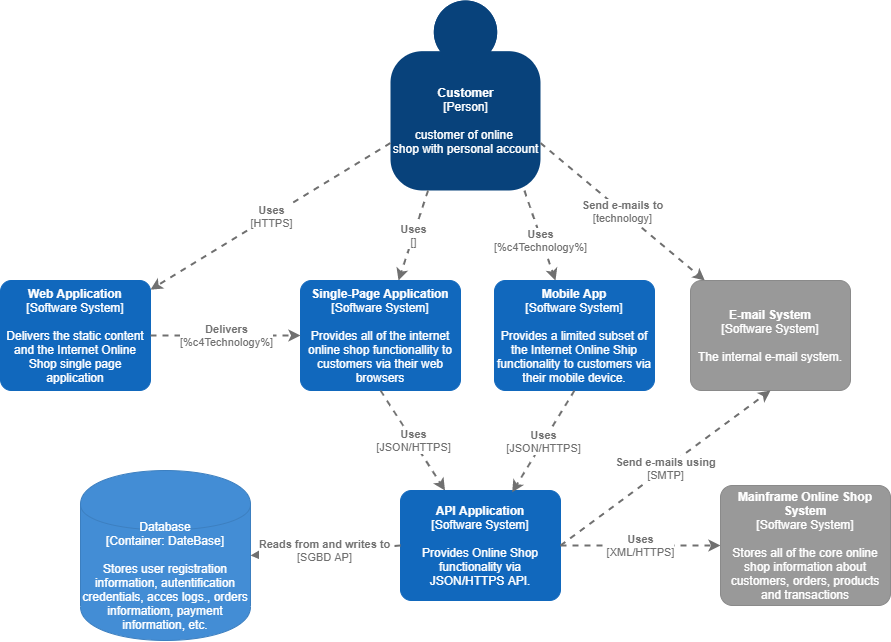 Customer
[Person]
customer of online
shop with personal account
Uses
[HTTPS]
Uses
[]
Uses
[%c4Technology%]
Send e-mails to
[technology]
Web Application
[Software System]
Delivers the static content
and the Internet Online
Shop single page
application
Delivers
[%c4Technology%]
Single-Page Application
[Software System]
Provides all of the internet
online shop functionallity to
customers via their web
browsers
Mobile App
[Software System]
Provides a limited subset of
the Internet Online Ship
functionality to customers via
their mobile device.
E-mail System
[Software System]
The internal e-mail system.
Uses
[JSON/HTTPS]
Uses
[JSON/HTTPS]
Send e-mails using
[SMTP]
Database
[Container: DateBase]
Stores user registration
information, autentification
credentials, acces logs., orders
informatiom, payment
information, etc.
Reads from and writes to
[SGBD AP]
API Application
[Software System]
Provides Online Shop
functionality via
JSON/HTTPS API.
Uses
[XML/HTTPS]
Mainframe Online Shop
System
[Software System]
Stores all of the core online
shop information about
customers, orders, products
and transactions